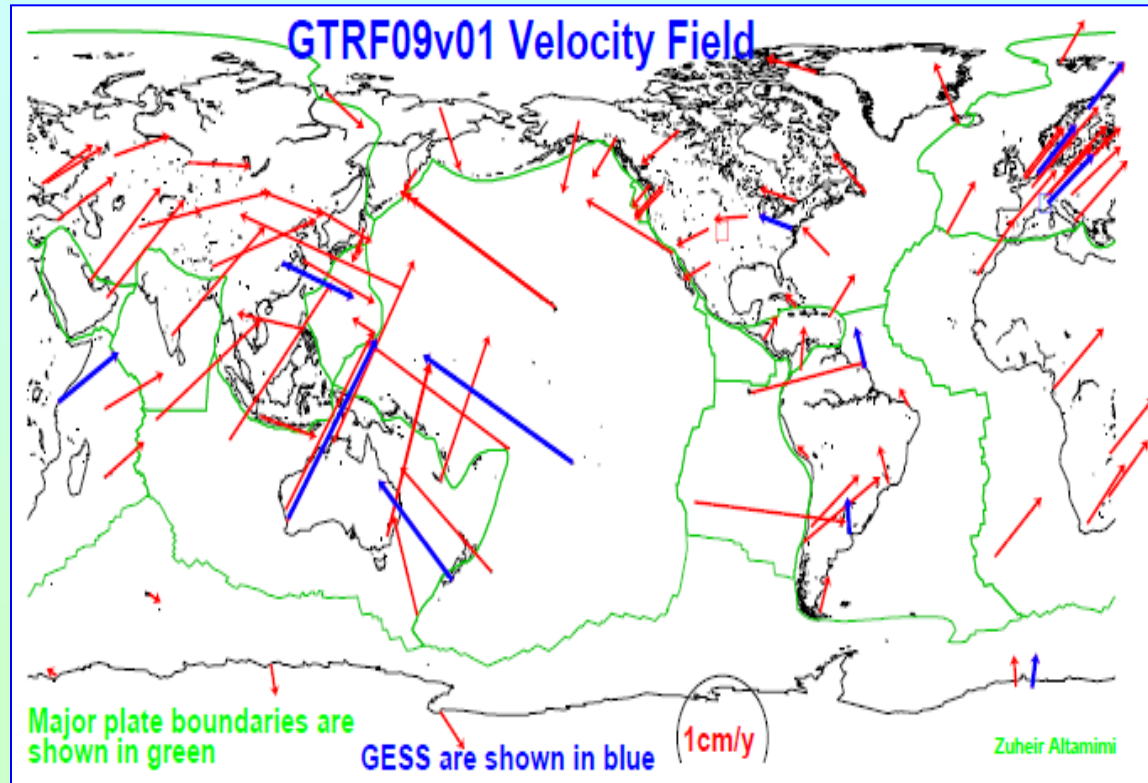 GTRF09v01 Velocity Field
Major plate boundaries are
shown in green
GESS are shown in blue
1cm/y
Zuheir Altamimi